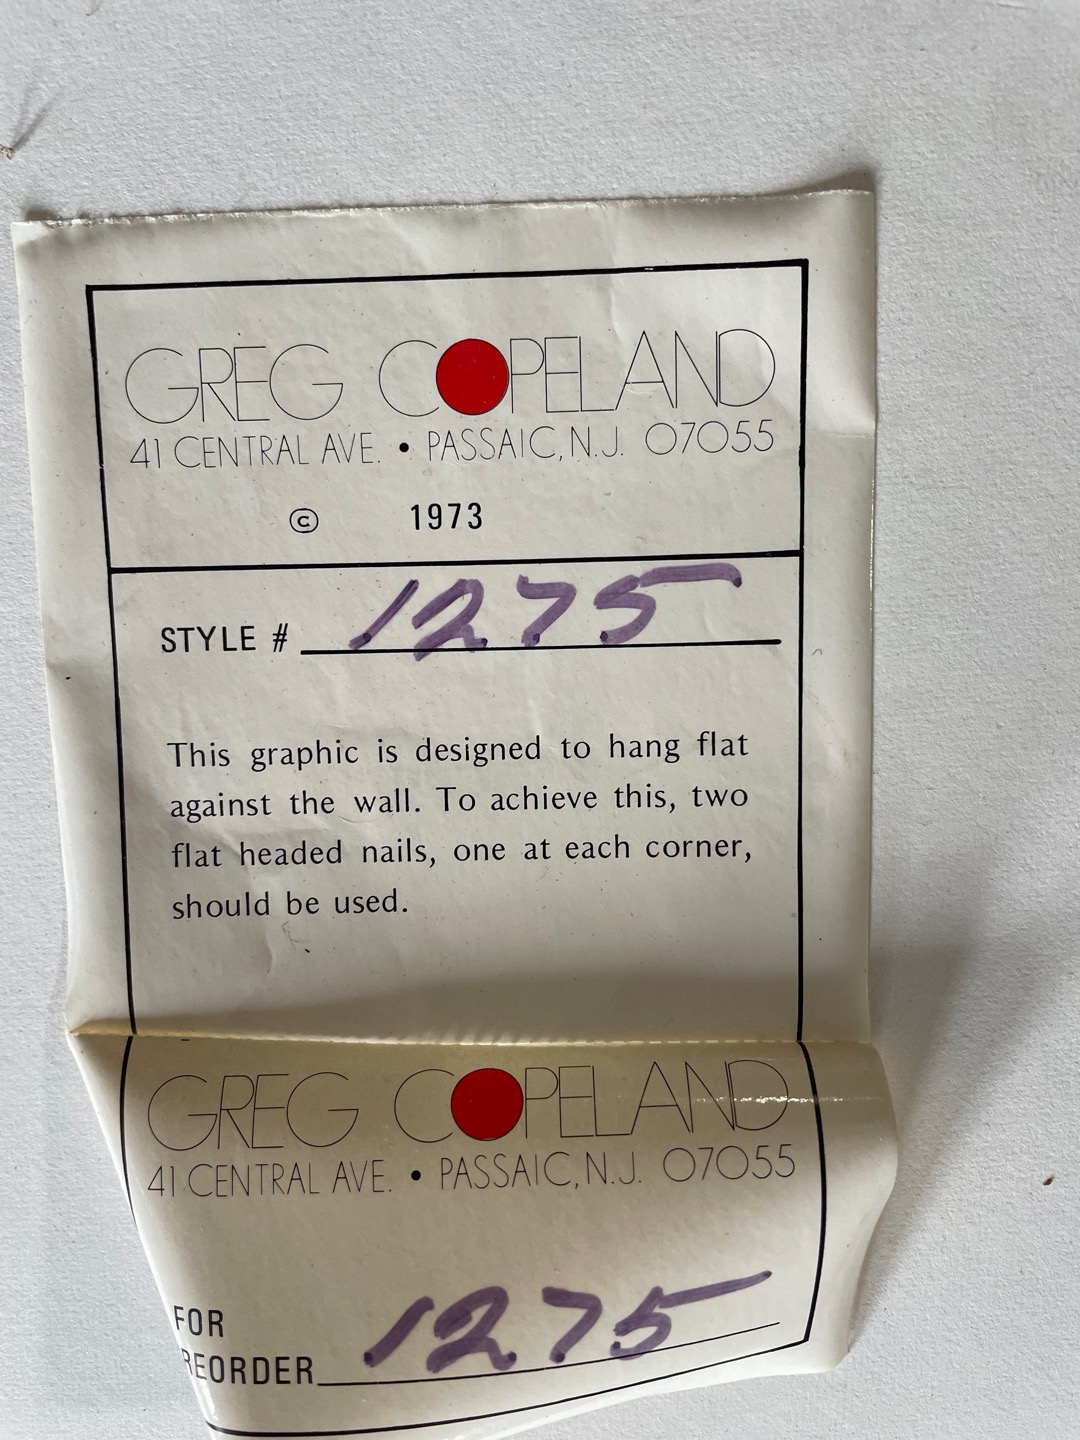 GREG COPELAND
41 CENTRAL AVE. • PASSAIC, N.J. 07055
© 1973
STYLE # 1275
This graphic is designed to hang flat
against the wall. To achieve this, two
flat headed nails, one at each corner,
should be used.
GREG COPELAND
41 CENTRAL AVE. • PASSAIC, N.J. 07055
FOR
REORDER 1275